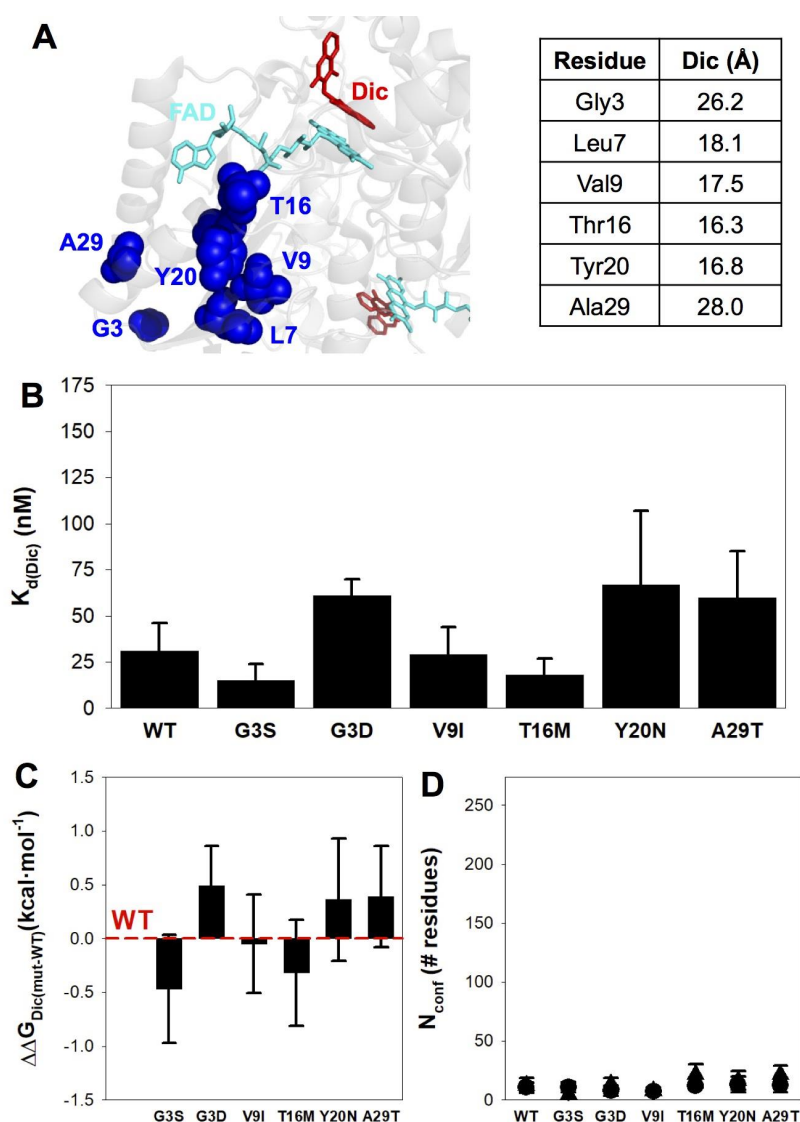 A
FAD
Dic
T16
A29
V9
Y20
G3
L7
Residue Dic (Å)
Gly3 26.2
Leu7 18.1
Val9 17.5
Thr16 16.3
Tyr20 16.8
Ala29 28.0
B
175
150
125
100
75
50
25
0
Kd(Dic) (nM)
WT G3S G3D V9I T16M Y20N A29T
C
1.5
1.0
0.5
0.0
-0.5
-1.0
-1.5
ΔΔGDic(mut-WT)(kcal·mol-1)
WT
G3S G3D V9I T16M Y20N A29T
D
250
200
150
100
50
0
Nconf (# residues)
WT G3S G3D V9I T16M Y20N A29T